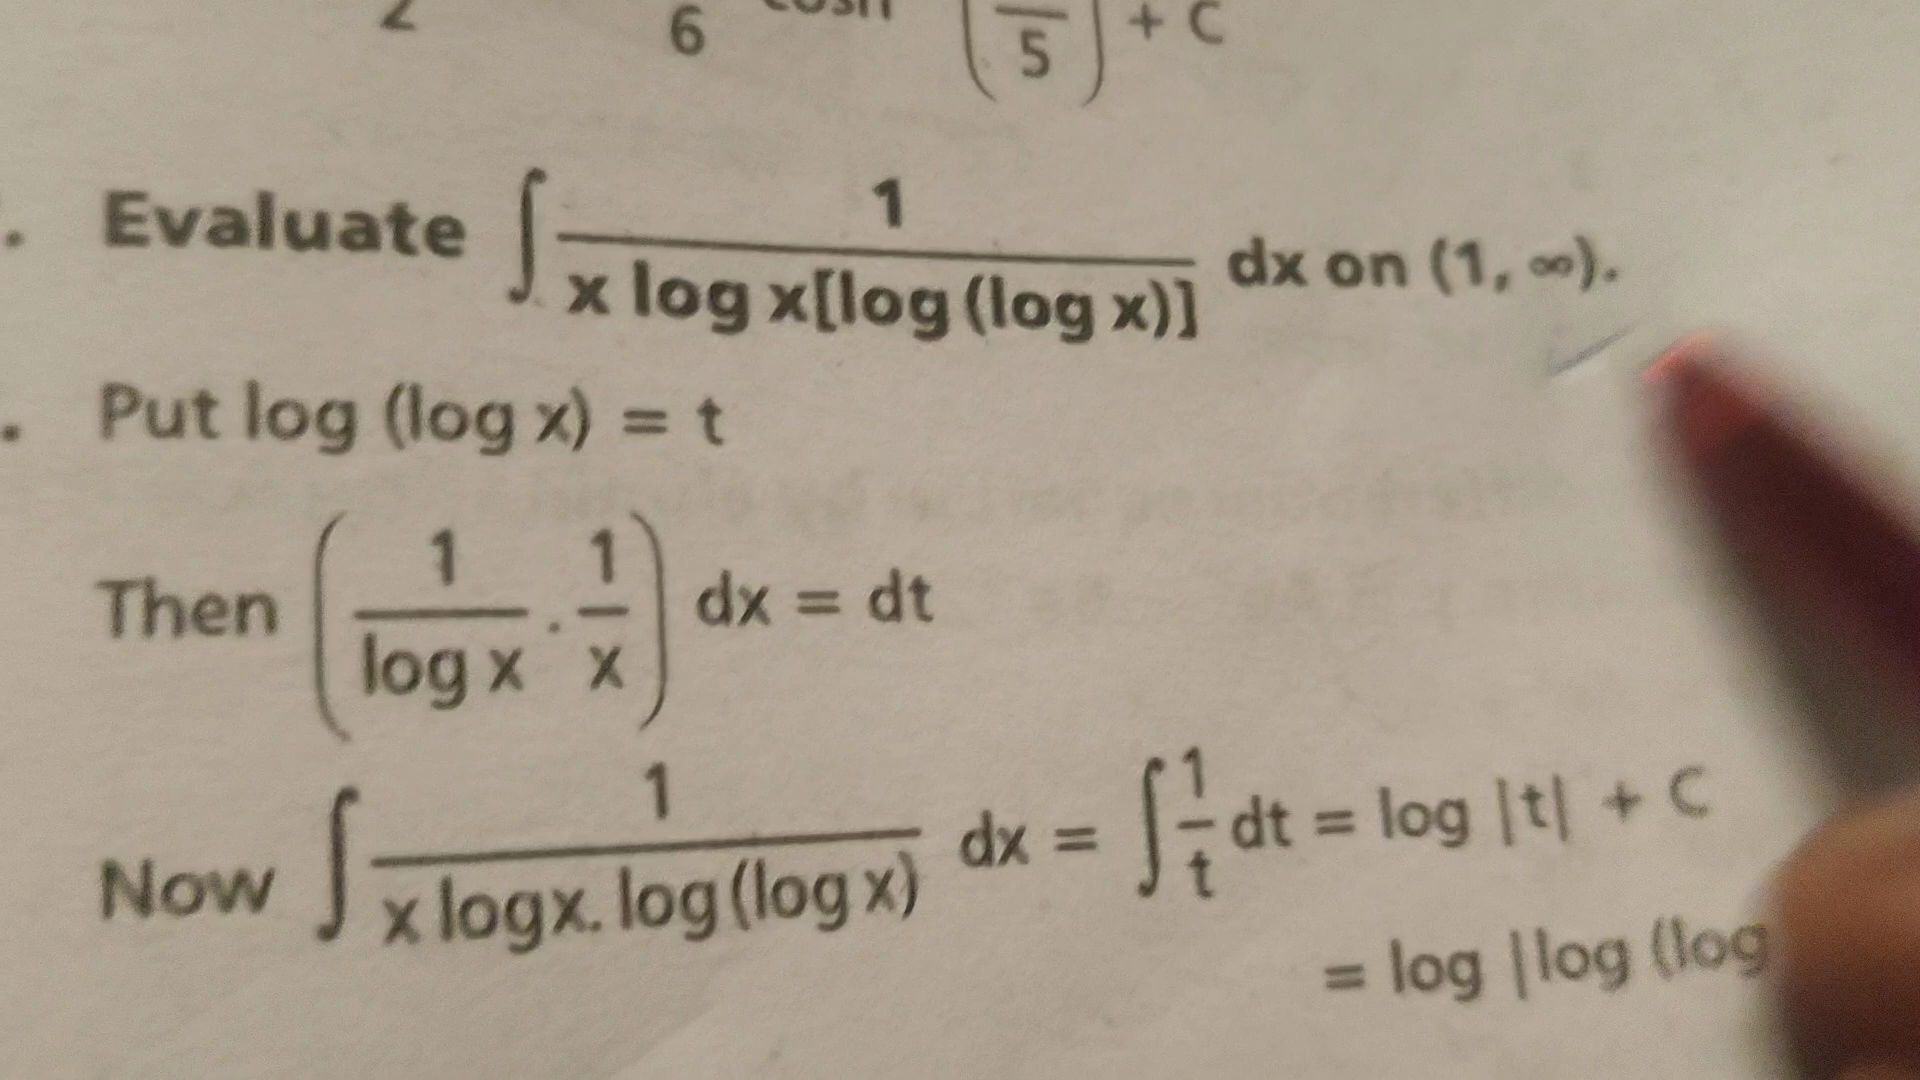 6 5 + C
Evaluate ∫ 1 / x log x[log (log x)] dx on (1, ∞).
Put log (log x) = t
Then (1/log x · 1/x) dx = dt
Now ∫ 1 / x logx. log (log x) dx = ∫ 1/t dt = log |t| + C
= log |log (log